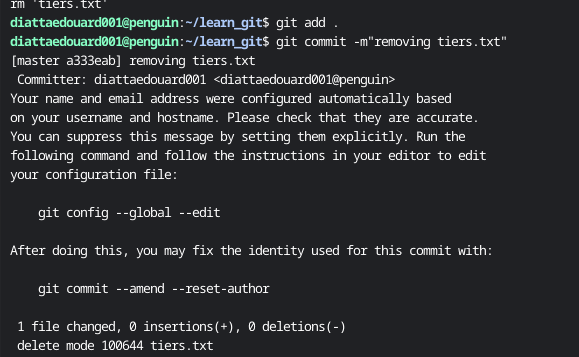 rm 'tiers.txt'
diattaedouard001@penguin:~/learn_git$ git add .
diattaedouard001@penguin:~/learn_git$ git commit -m"removing tiers.txt"
[master a333eab] removing tiers.txt
 Committer: diattaedouard001 <diattaedouard001@penguin>
Your name and email address were configured automatically based
on your username and hostname. Please check that they are accurate.
You can suppress this message by setting them explicitly. Run the
following command and follow the instructions in your editor to edit
your configuration file:

    git config --global --edit

After doing this, you may fix the identity used for this commit with:

    git commit --amend --reset-author

 1 file changed, 0 insertions(+), 0 deletions(-)
 delete mode 100644 tiers.txt